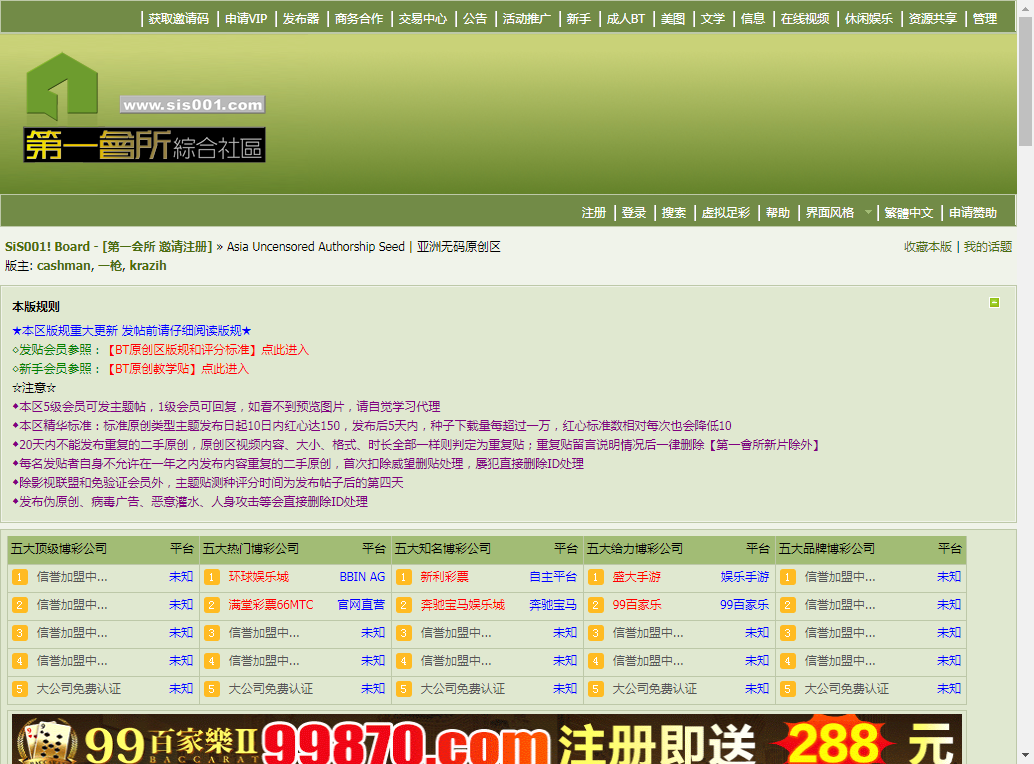 获取邀请码 | 申请VIP | 发布器 | 商务合作 | 交易中心 | 公告 | 活动推广 | 新手 | 成人BT | 美图 | 文学 | 信息 | 在线视频 | 休闲娱乐 | 资源共享 | 管理
1
www.sis001.com
第一會所綜合社區
注册 | 登录 | 搜索 | 虚拟足彩 | 帮助 | 界面风格 | 繁體中文 | 申请赞助
SiS001! Board - [第一会所 邀请注册] » Asia Uncensored Authorship Seed | 亚洲无码原创区
收藏本版 | 我的话题
版主: cashman, 一枪, krazih
本版规则
★本区版规重大更新 发帖前请仔细阅读版规★
◇发贴会员参照：【BT原创区版规和评分标准】点此进入
◇新手会员参照：【BT原创教学贴】点此进入
☆注意☆
◆本区5级会员可发主题帖，1级会员可回复，如看不到预览图片，请自觉学习代理
◆本区精华标准：标准原创类型主题发布日起10日内红心达150，发布后5天内，种子下载量每超过一万，红心标准数相对每次也会降低10
◆20天内不能发布重复的二手原创，原创区视频内容、大小、格式、时长全部一样则判定为重复贴；重复贴留言说明情况后一律删除【第一會所新片除外】
◆每名发贴者自身不允许在一年之内发布内容重复的二手原创，首次扣除威望删贴处理，屡犯直接删除ID处理
◆除影视联盟和免验证会员外，主题贴测种评分时间为发布帖子后的第四天
◆发布伪原创、病毒广告、恶意灌水、人身攻击等会直接删除ID处理
五大顶级博彩公司 平台 五大热门博彩公司 平台 五大知名博彩公司 平台 五大给力博彩公司 平台 五大品牌博彩公司 平台
1 信誉加盟中... 未知 1 环球娱乐城 BBIN AG 1 新利彩票 自主平台 1 盛大手游 娱乐手游 1 信誉加盟中... 未知
2 信誉加盟中... 未知 2 满堂彩票66MTC 官网直营 2 奔驰宝马娱乐城 奔驰宝马 2 99百家乐 99百家乐 2 信誉加盟中... 未知
3 信誉加盟中... 未知 3 信誉加盟中... 未知 3 信誉加盟中... 未知 3 信誉加盟中... 未知 3 信誉加盟中... 未知
4 信誉加盟中... 未知 4 信誉加盟中... 未知 4 信誉加盟中... 未知 4 信誉加盟中... 未知 4 信誉加盟中... 未知
5 大公司免费认证 未知 5 大公司免费认证 未知 5 大公司免费认证 未知 5 大公司免费认证 未知 5 大公司免费认证 未知
99百家樂II 99870.com 注册即送 288 元
BACCARAT